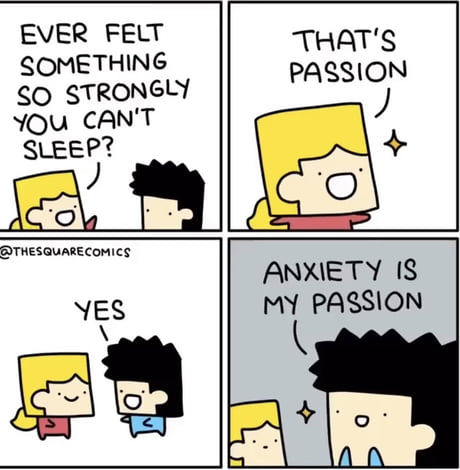 EVER FELT
SOMETHING
SO STRONGLY
YOU CAN'T
SLEEP?
THAT'S
PASSION
@THESQUARECOMICS
YES
ANXIETY IS
MY PASSION